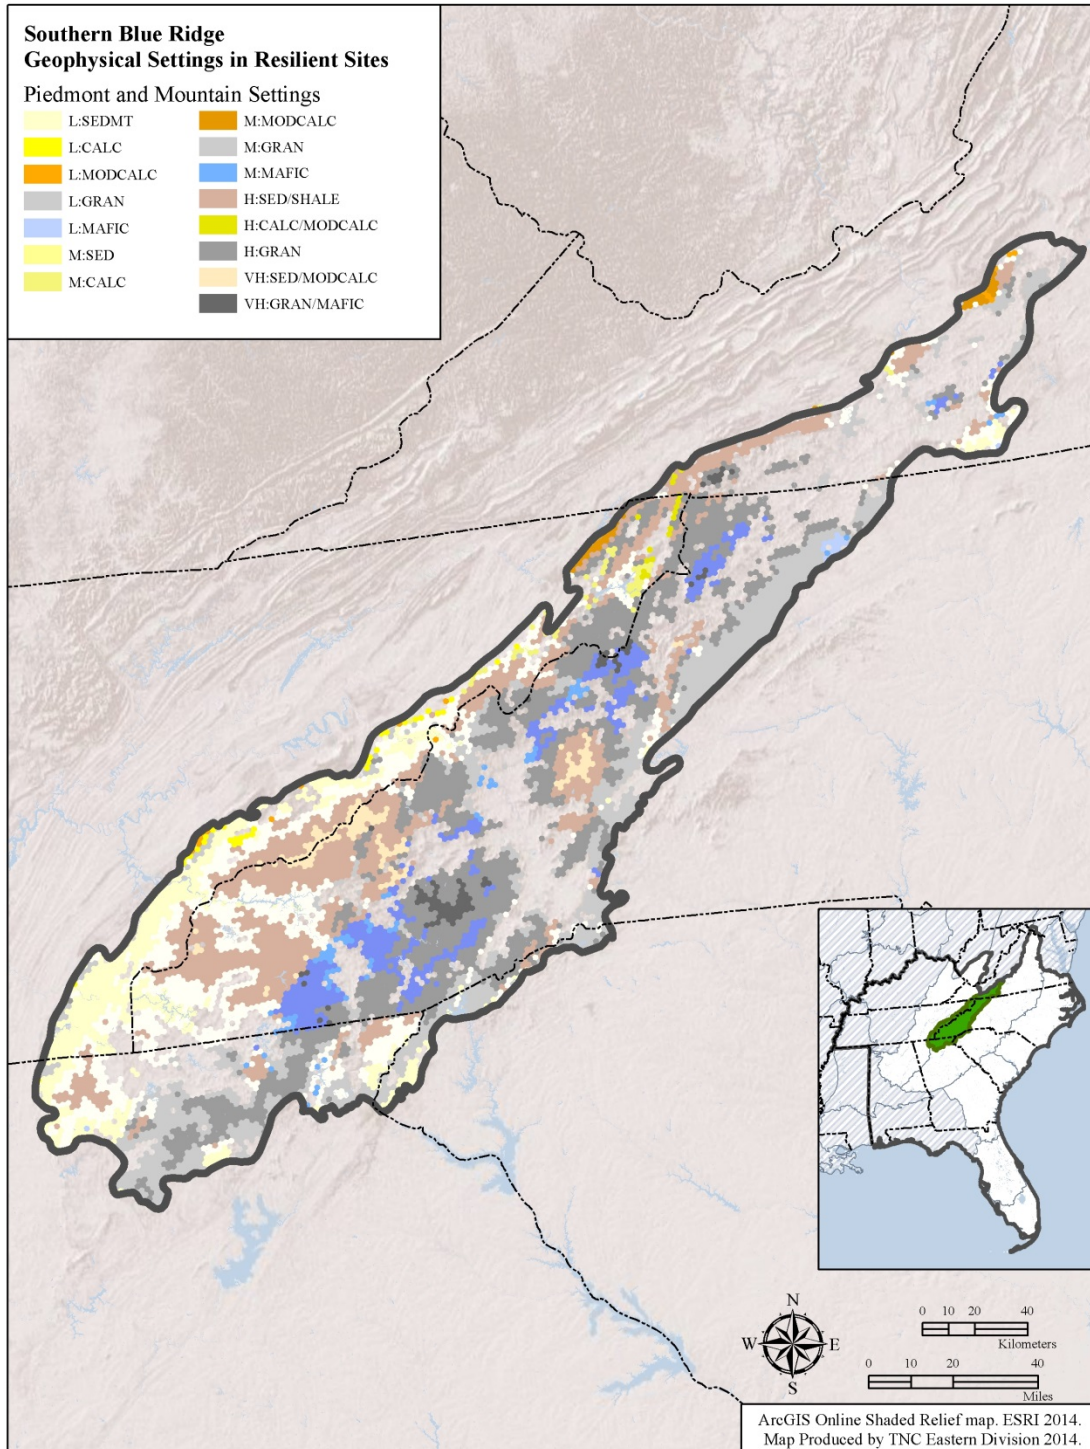 Southern Blue Ridge
Geophysical Settings in Resilient Sites
Piedmont and Mountain Settings
L:SEDMT
L:CALC
L:MODCALC
L:GRAN
L:MAFIC
M:SED
M:CALC
M:MODCALC
M:GRAN
M:MAFIC
H:SED/SHALE
H:CALC/MODCALC
H:GRAN
VH:SED/MODCALC
VH:GRAN/MAFIC
N
W E
S
0 10 20 40
Kilometers
0 10 20 40
Miles
ArcGIS Online Shaded Relief map. ESRI 2014.
Map Produced by TNC Eastern Division 2014.